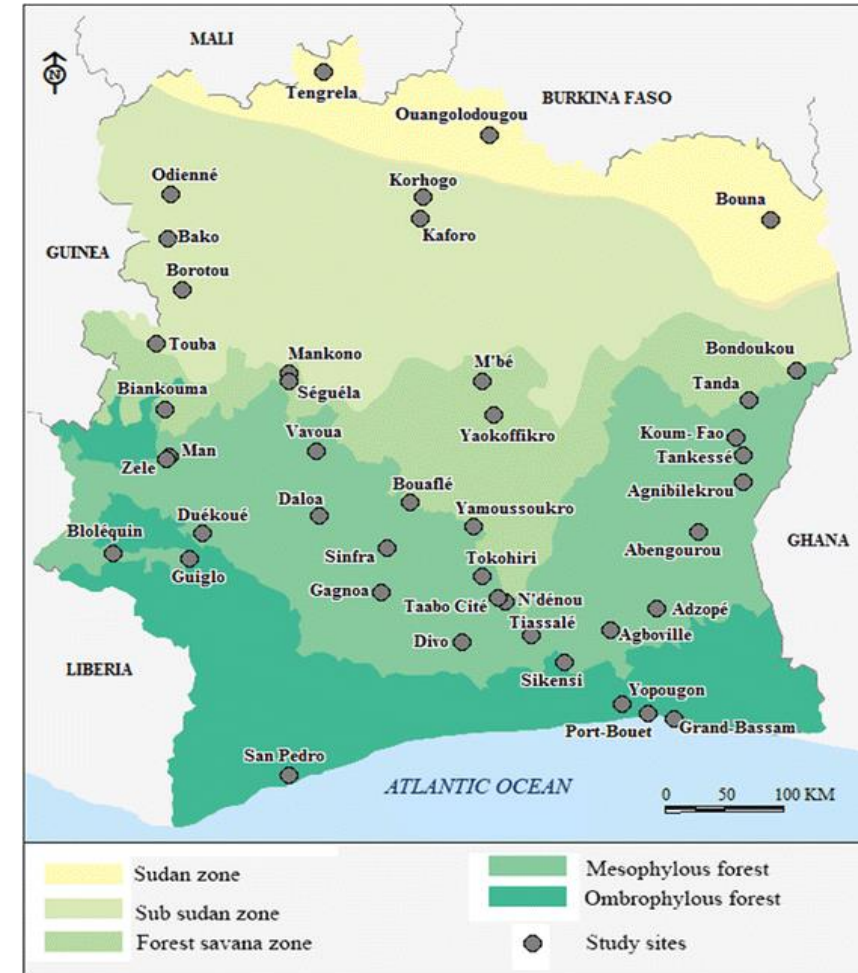 MALI
N
Tengrela
BURKINA FASO
Ouangolodougou
Odienné
Korhogo
Bouna
Kaforo
Bako
GUINEA
Borotou
Touba
Mankono
M'bé
Bondoukou
Séguéla
Tanda
Biankouma
Yaokoffikro
Koum- Fao
Vavoua
Man
Tankessé
Zele
Agnibilekrou
Bouaflé
Daloa
Yamoussoukro
Duékoué
Bloléquin
Abengourou
GHANA
Sinfra
Tokohiri
Guiglo
Gagnoa
Taabo Cité
N'dénou
Adzopé
Tiassalé
Agboville
Divo
LIBERIA
Sikensi
Yopougon
Port-Bouet
Grand-Bassam
San Pedro
ATLANTIC OCEAN
0 50 100 KM
Sudan zone
Sub sudan zone
Forest savana zone
Mesophylous forest
Ombrophylous forest
Study sites